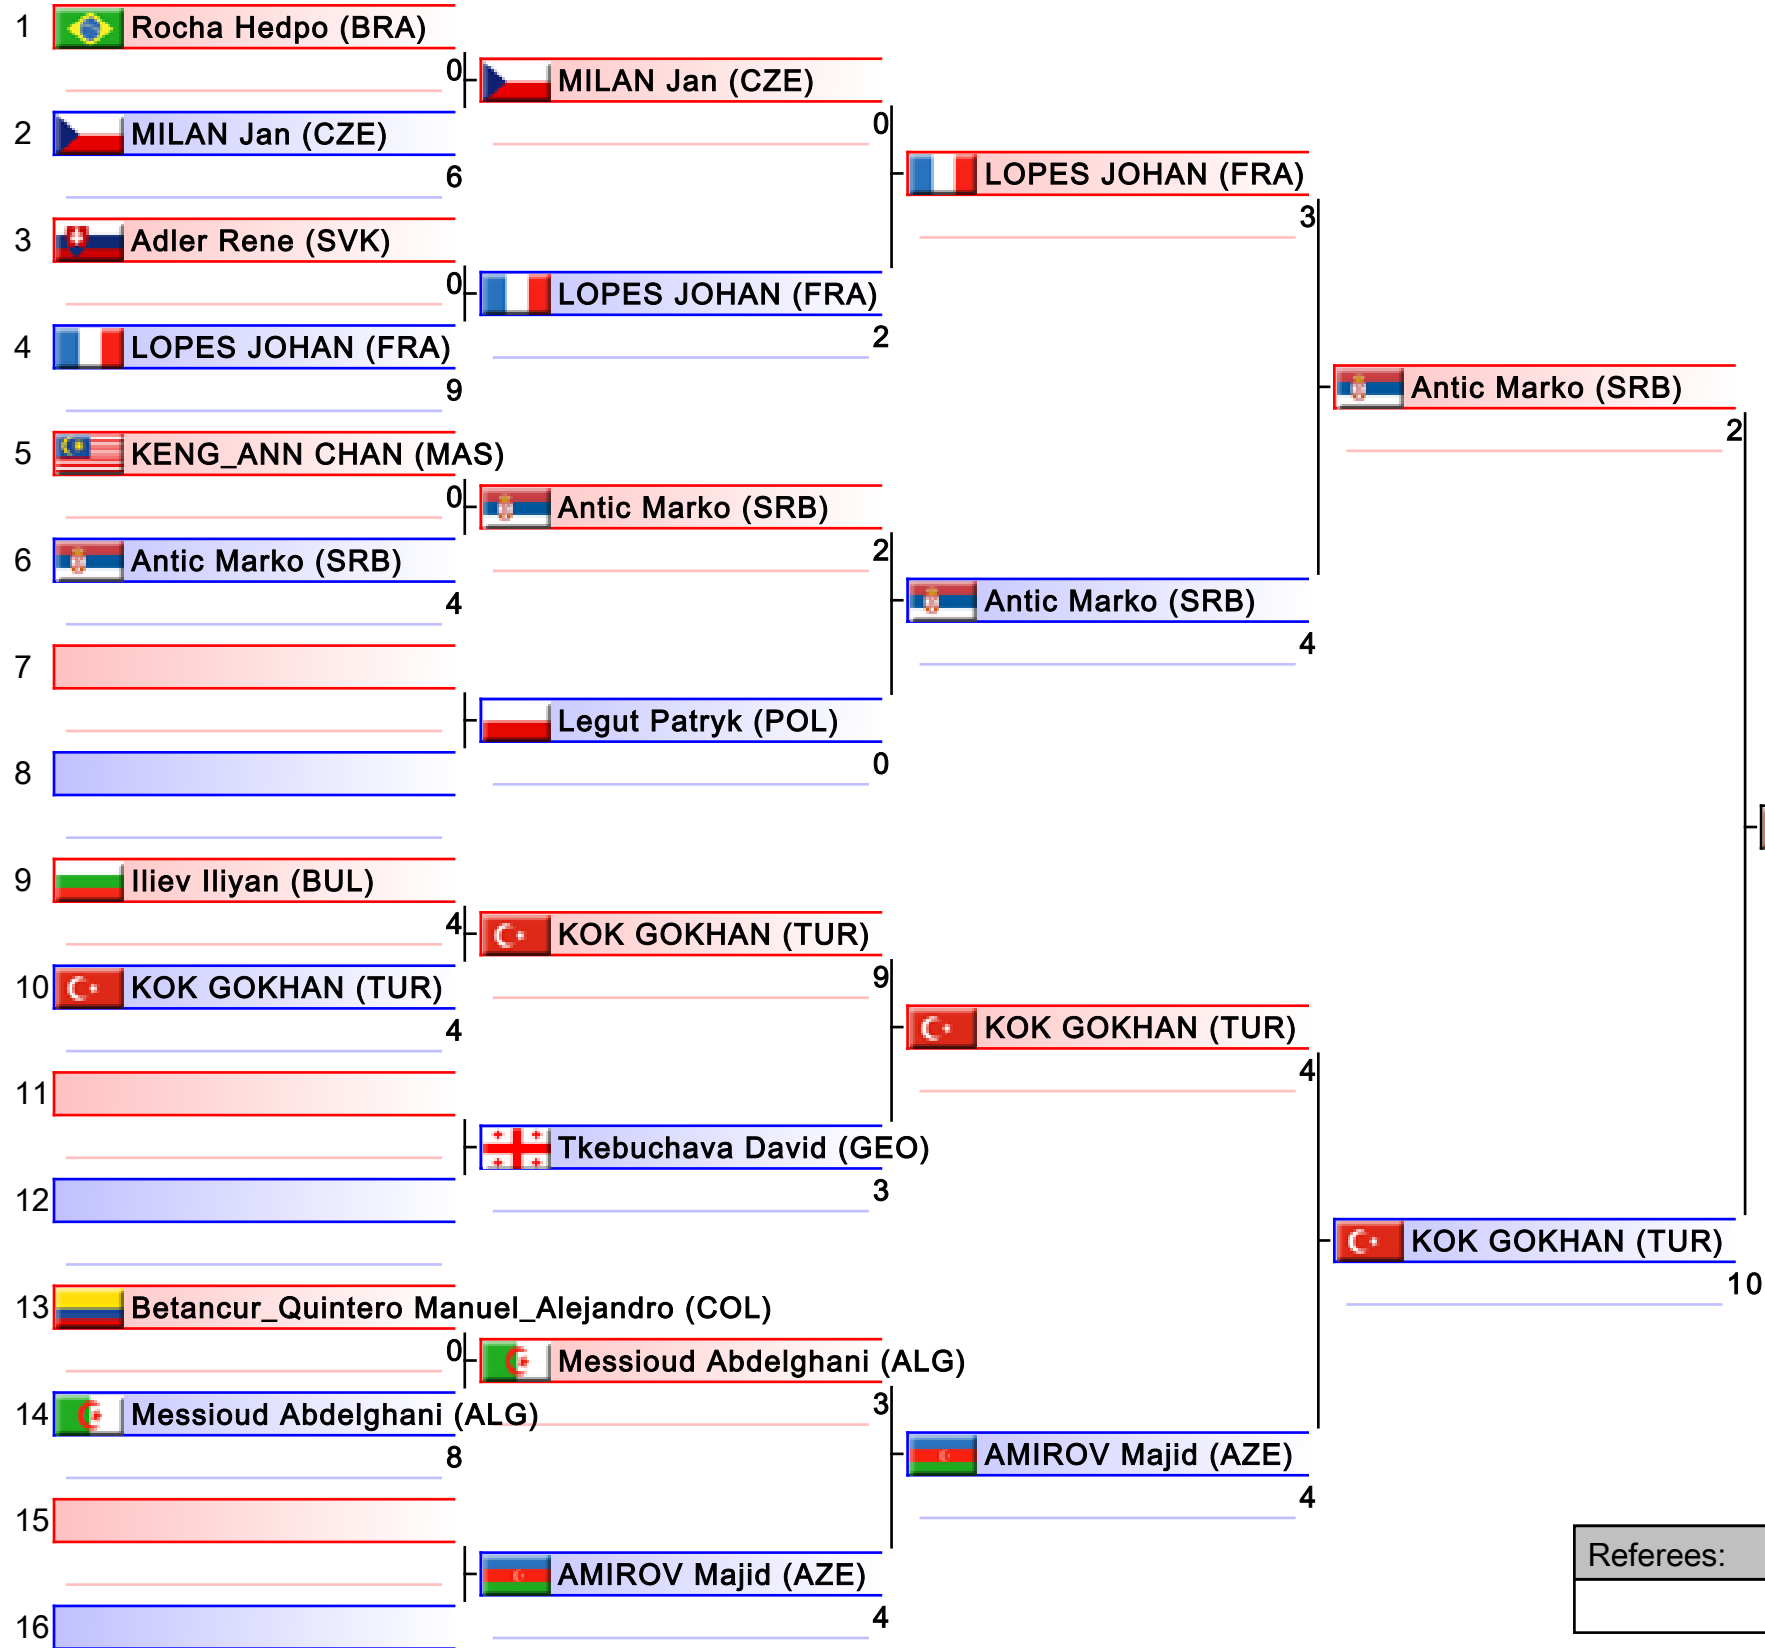 1 Rocha Hedpo (BRA)
0 MILAN Jan (CZE)
0
2 MILAN Jan (CZE)
6
LOPES JOHAN (FRA)
3
3 Adler Rene (SVK)
0 LOPES JOHAN (FRA)
2
4 LOPES JOHAN (FRA)
9
Antic Marko (SRB)
2
5 KENG_ANN CHAN (MAS)
0 Antic Marko (SRB)
2
6 Antic Marko (SRB)
4
Antic Marko (SRB)
4
7
Legut Patryk (POL)
0
8
9 Iliev Iliyan (BUL)
4 KOK GOKHAN (TUR)
9
10 KOK GOKHAN (TUR)
4
KOK GOKHAN (TUR)
4
11
Tkebuchava David (GEO)
3
12
KOK GOKHAN (TUR)
10
13 Betancur_Quintero Manuel_Alejandro (COL)
0 Messioud Abdelghani (ALG)
3
14 Messioud Abdelghani (ALG)
8
AMIROV Majid (AZE)
4
15
AMIROV Majid (AZE)
4
16
Referees: